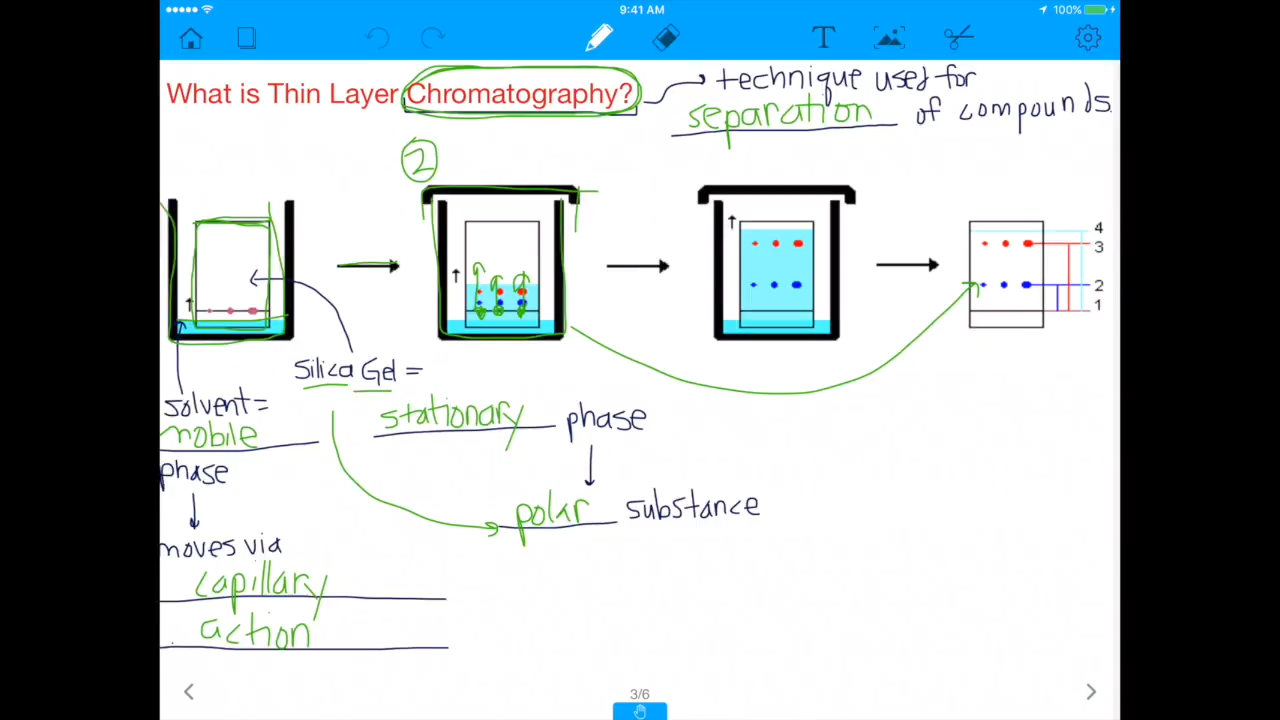 9:41 AM
100%
T
What is Thin Layer Chromatography?
technique used for
separation of compounds.
2
4
3
2
1
Silica Gel =
stationary phase
polar substance
solvent =
mobile
phase
moves via
capillary
action
3/6